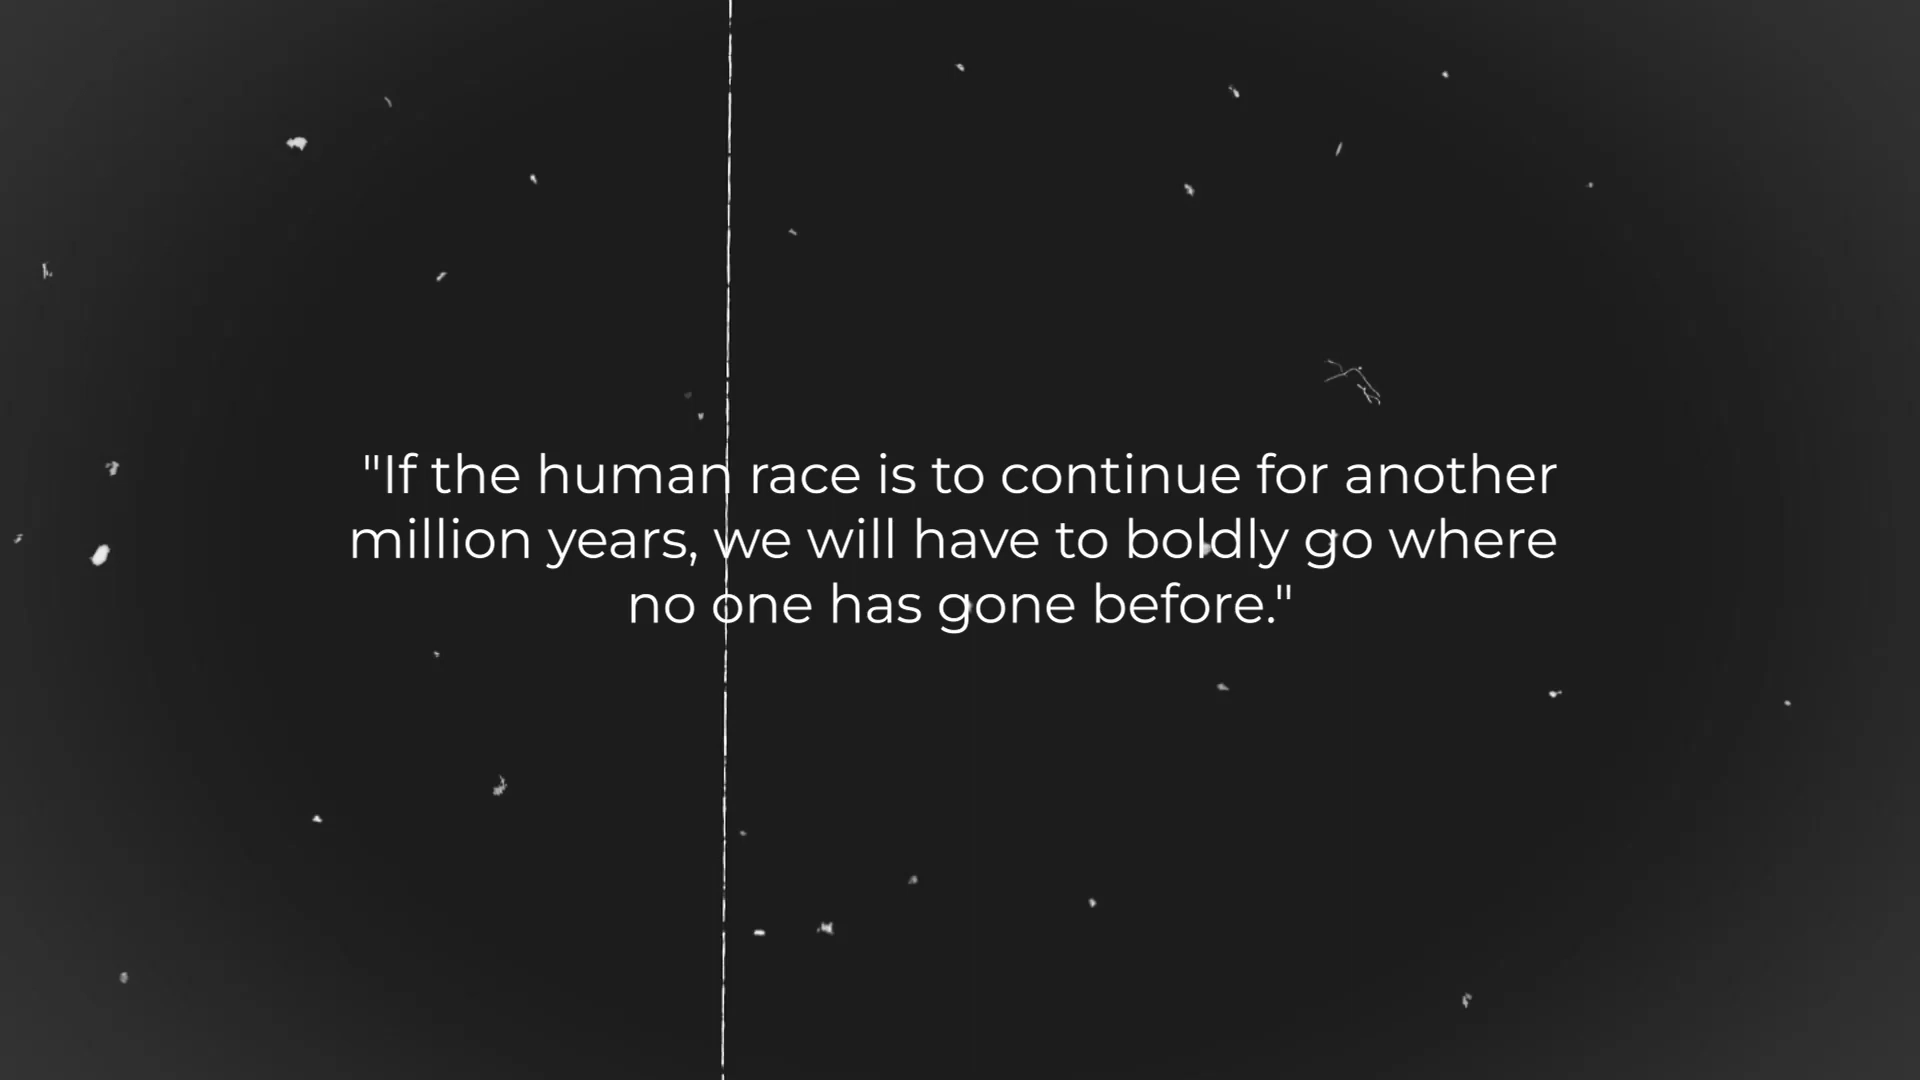 "If the human race is to continue for another
million years, we will have to boldly go where
no one has gone before."